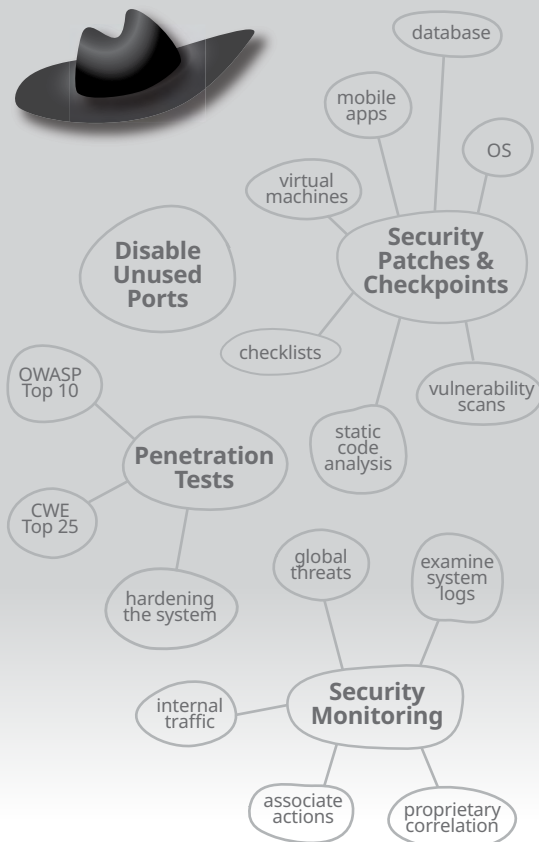 database
mobile
apps
OS
virtual
machines
Security
Patches &
Checkpoints
Disable
Unused
Ports
checklists
OWASP
Top 10
vulnerability
scans
static
code
analysis
Penetration
Tests
CWE
Top 25
global
threats
examine
system
logs
hardening
the system
Security
Monitoring
internal
traffic
associate
actions
proprietary
correlation